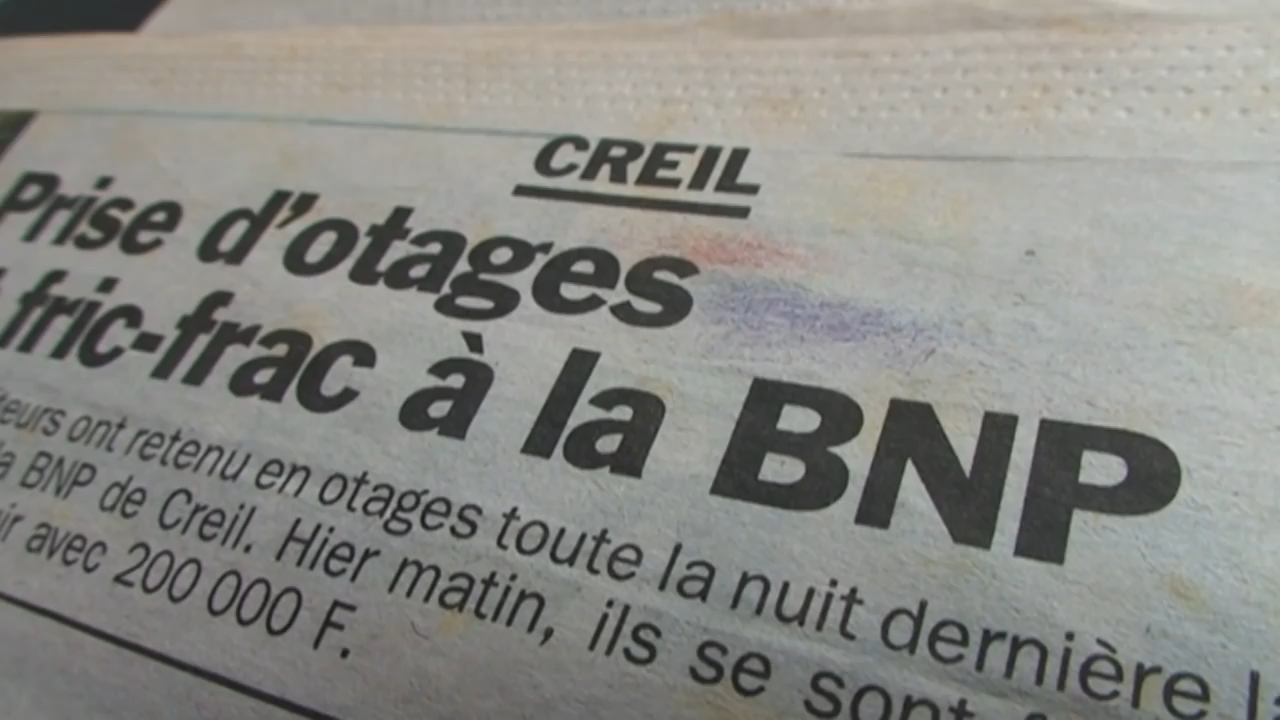 CREIL
Prise d'otages
fric-frac à la BNP
ont retenu en otages toute la nuit dernière
BNP de Creil. Hier matin, ils se sont
avec 200 000 F.